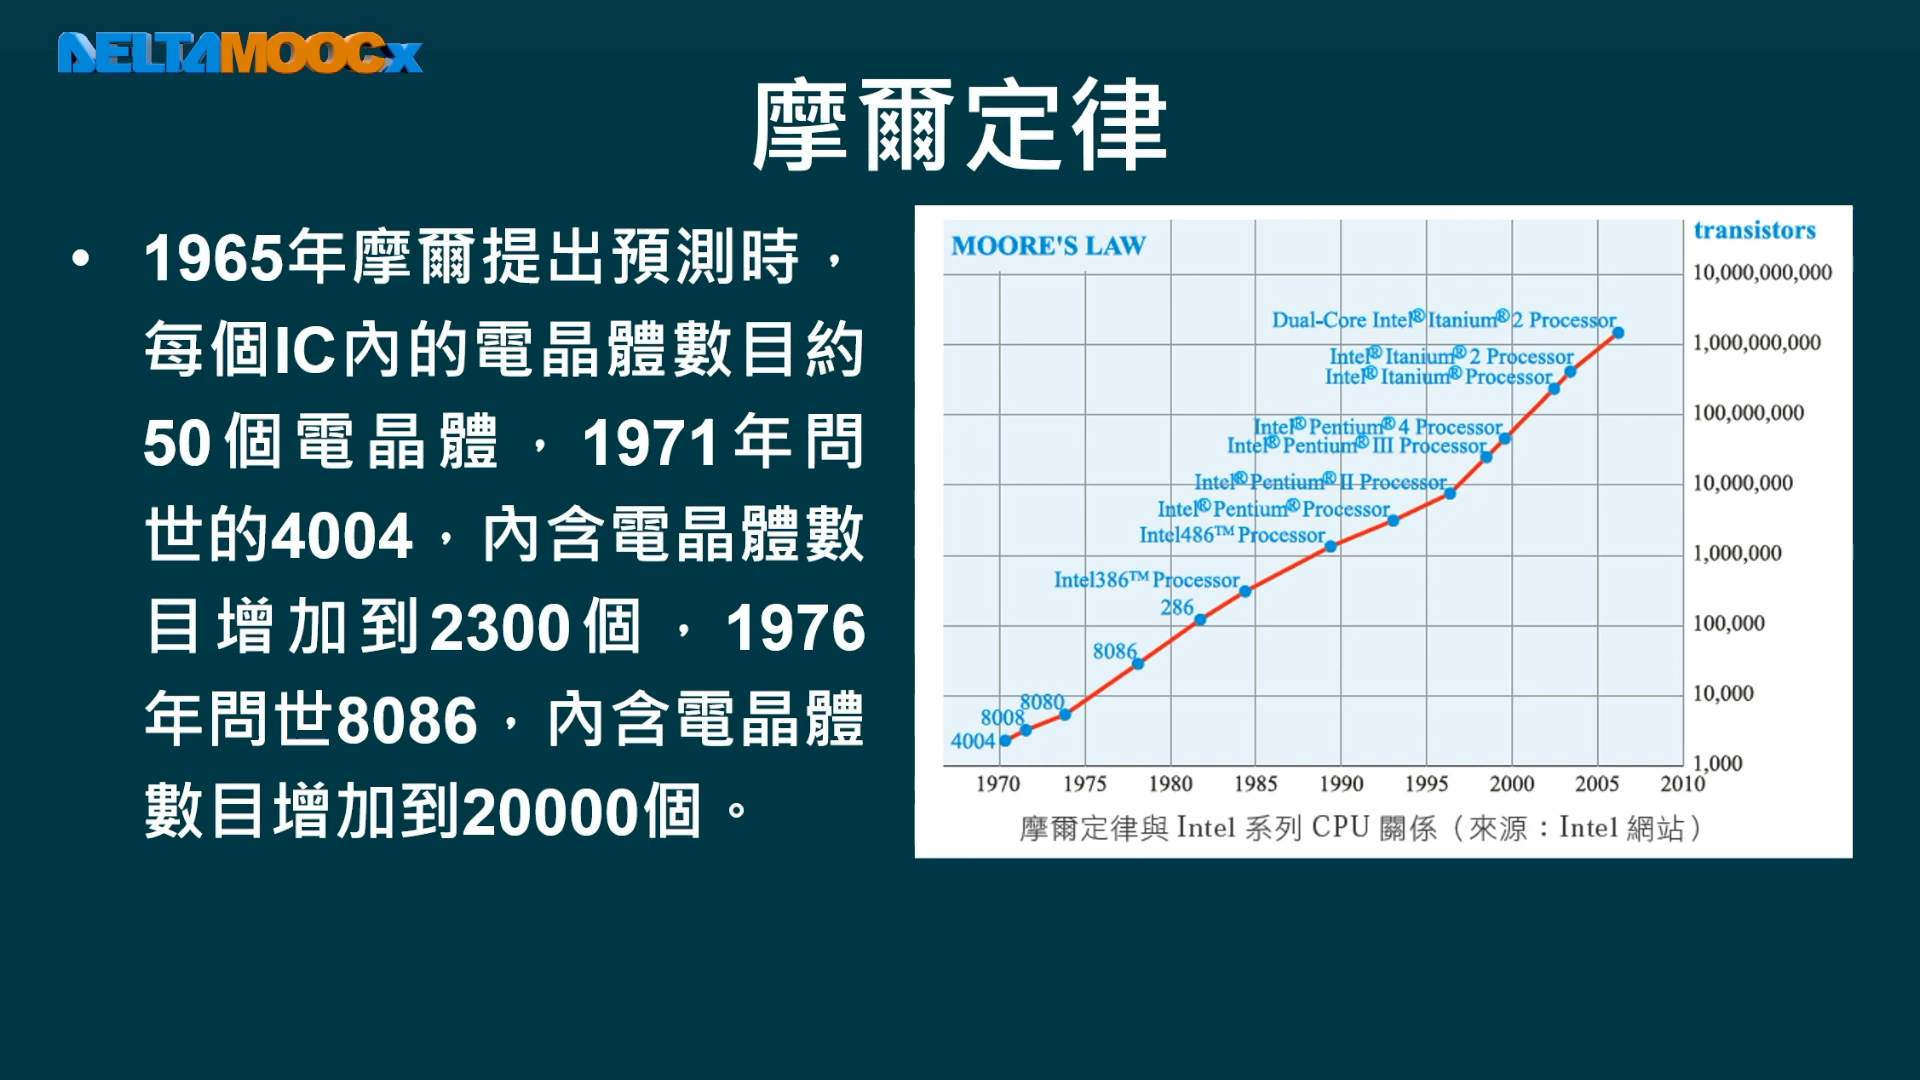 DELTAMOOCx
摩爾定律
• 1965年摩爾提出預測時，
每個IC內的電晶體數目約
50個電晶體，1971年問
世的4004，內含電晶體數
目增加到2300個，1976
年問世8086，內含電晶體
數目增加到20000個。
MOORE'S LAW
transistors
10,000,000,000
Dual-Core Intel® Itanium® 2 Processor
1,000,000,000
Intel® Itanium® 2 Processor
Intel® Itanium® Processor
100,000,000
Intel® Pentium® 4 Processor
Intel® Pentium® III Processor
Intel® Pentium® II Processor
10,000,000
Intel® Pentium® Processor
Intel486™ Processor
1,000,000
Intel386™ Processor
286
100,000
8086
10,000
8080
8008
4004
1,000
1970 1975 1980 1985 1990 1995 2000 2005 2010
摩爾定律與 Intel 系列 CPU 關係（來源：Intel 網站）